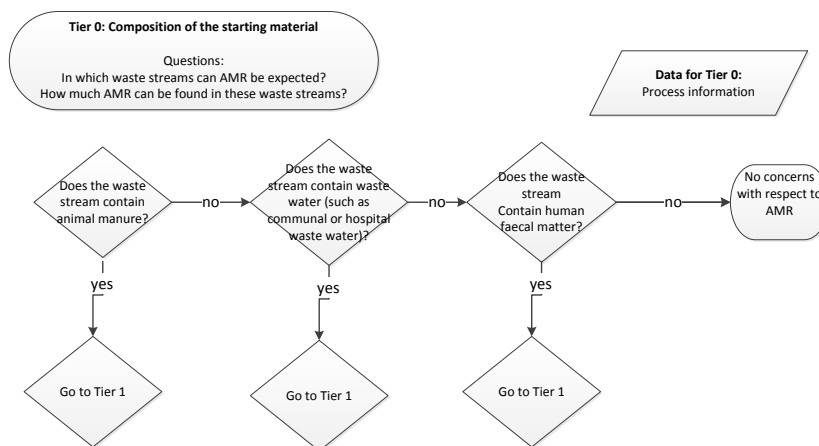 Tier 0: Composition of the starting material
Questions:
In which waste streams can AMR be expected?
How much AMR can be found in these waste streams?
Data for Tier 0:
Process information
Does the waste
stream contain
animal manure?
no
Does the waste
stream contain waste
water (such as
communal or hospital
waste water)?
no
Does the waste
stream
Contain human
faecal matter?
no
No concerns
with respect to
AMR
yes
yes
yes
Go to Tier 1
Go to Tier 1
Go to Tier 1